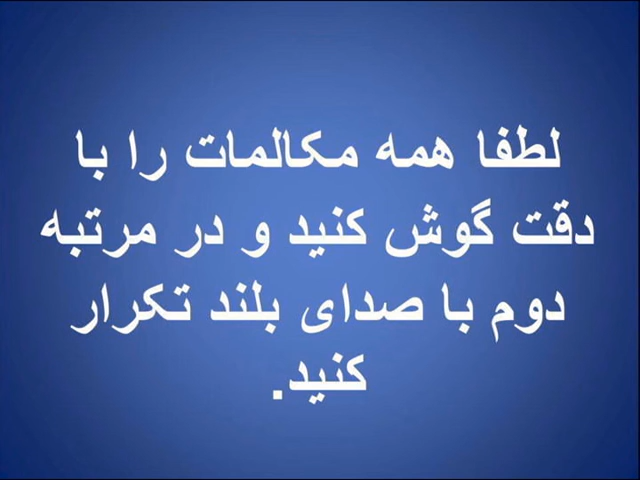 لطفا همه مکالمات را با
دقت گوش کنید و در مرتبه
دوم با صدای بلند تکرار
کنید.